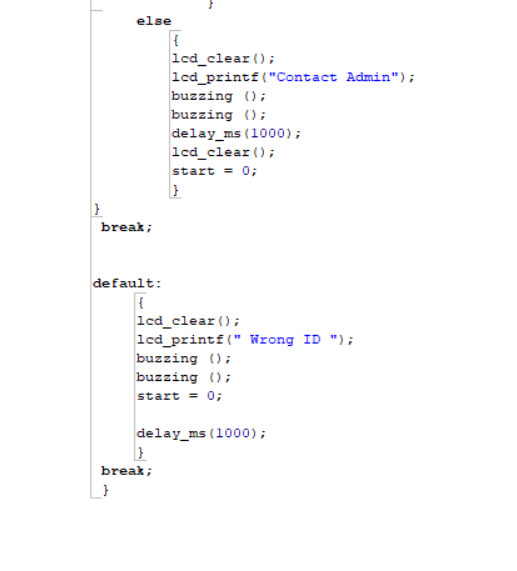 }
else
{
lcd_clear();
lcd_printf("Contact Admin");
buzzing ();
buzzing ();
delay_ms(1000);
lcd_clear();
start = 0;
}
}
break;
default:
{
lcd_clear();
lcd_printf(" Wrong ID ");
buzzing ();
buzzing ();
start = 0;
delay_ms(1000);
}
break;
}